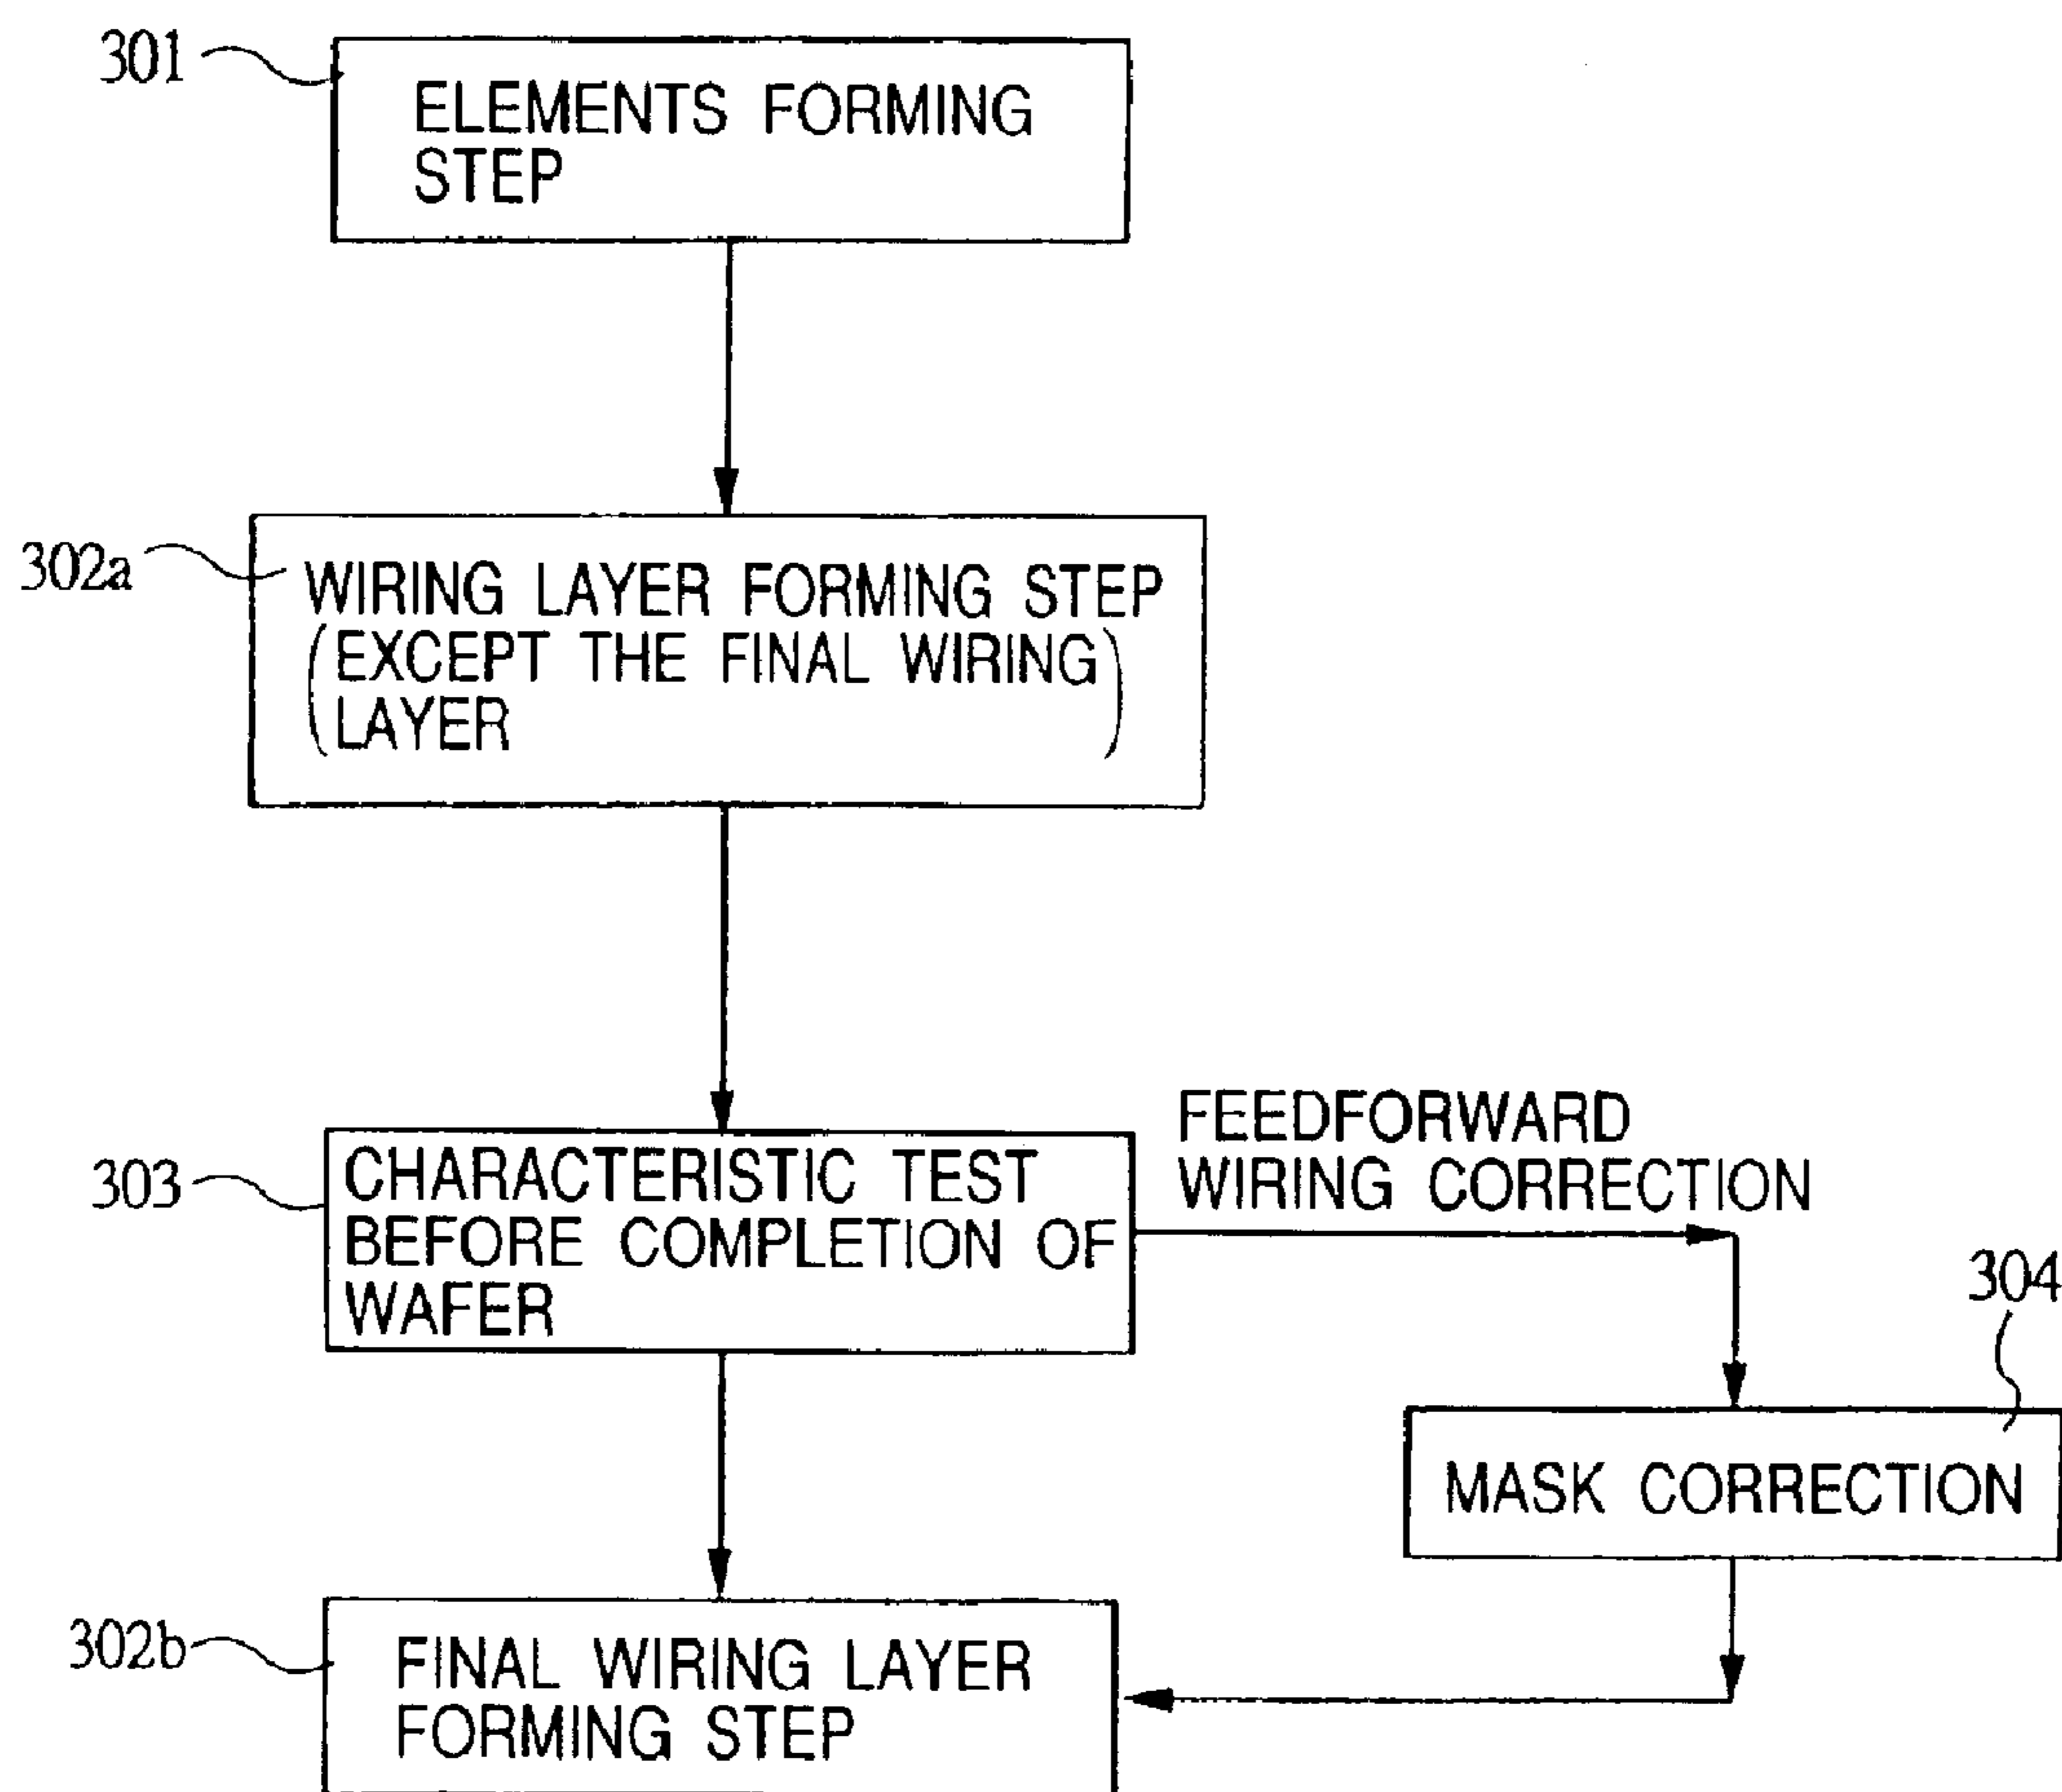 301
ELEMENTS FORMING
STEP
302a
WIRING LAYER FORMING STEP
(EXCEPT THE FINAL WIRING
LAYER)
303
CHARACTERISTIC TEST
BEFORE COMPLETION OF
WAFER
FEEDFORWARD
WIRING CORRECTION
304
MASK CORRECTION
302b
FINAL WIRING LAYER
FORMING STEP